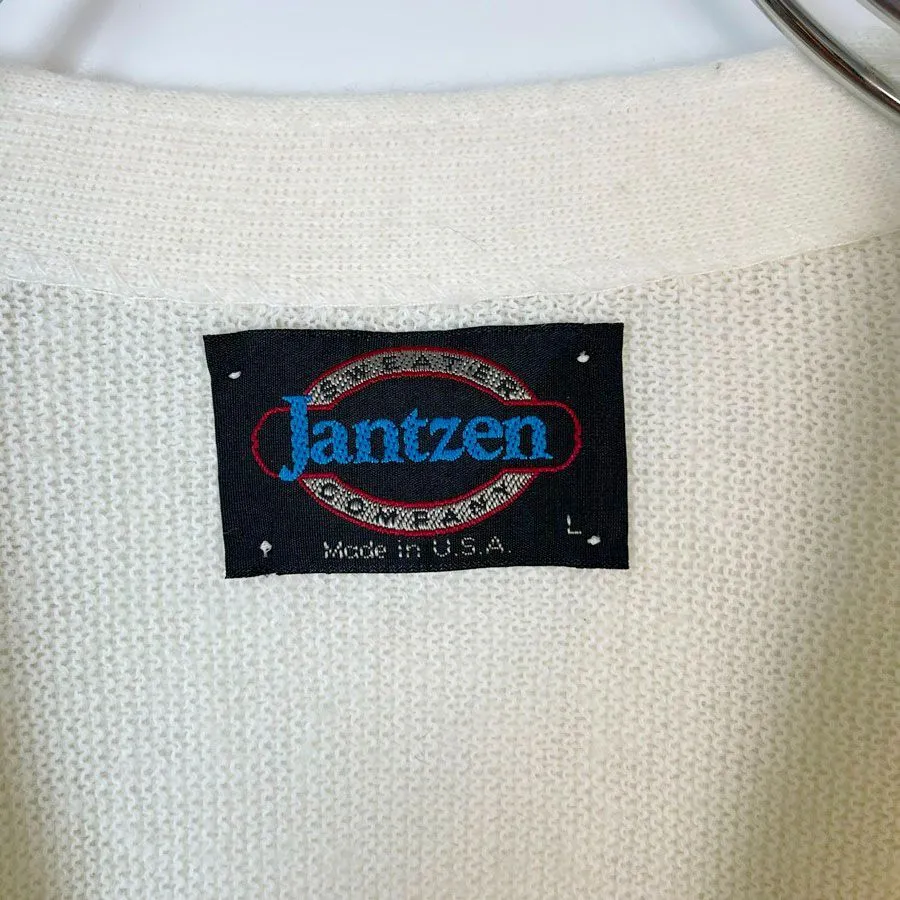 SWEATER
Jantzen
COMPANY
L
Made in U.S.A.